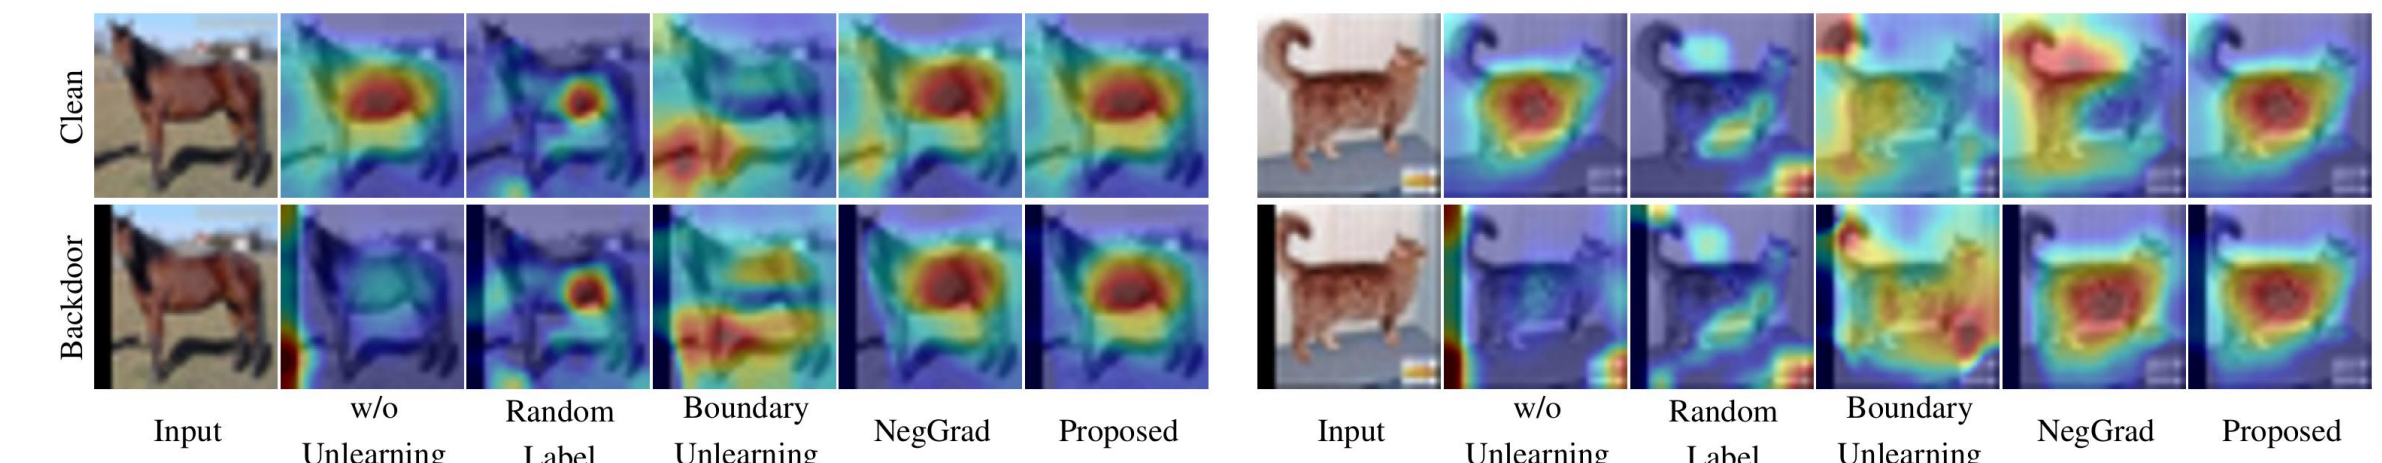 Clean
Backdoor
Input
w/o
Unlearning
Random
Label
Boundary
Unlearning
NegGrad
Proposed
Input
w/o
Unlearning
Random
Label
Boundary
Unlearning
NegGrad
Proposed